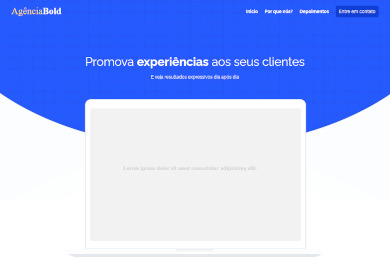 AgênciaBold
Início Por que nós? Depoimentos Entre em contato
Promova experiências aos seus clientes
E veja resultados expressivos dia após dia
Lorem ipsum dolor sit amet consectetur adipisicing elit